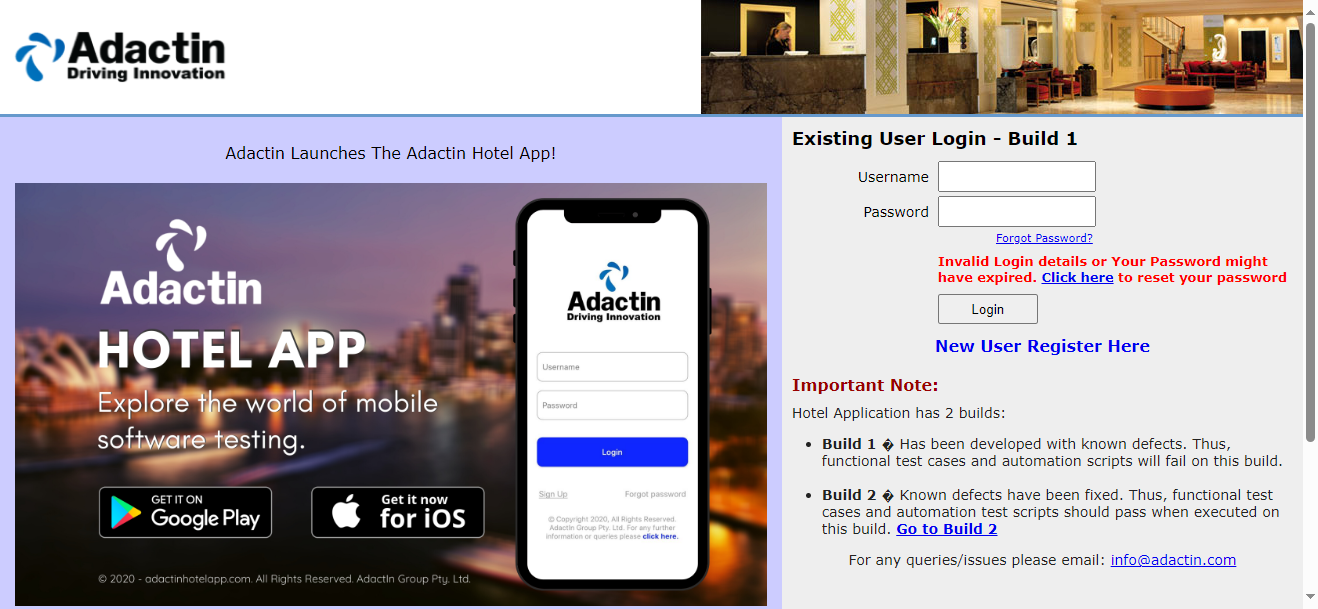 Adactin
Driving Innovation
Adactin Launches The Adactin Hotel App!
Adactin
HOTEL APP
Explore the world of mobile
software testing.
GET IT ON
Google Play
Get it now
for iOS
© 2020 - adactinhotelapp.com. All Rights Reserved. AdactIn Group Pty. Ltd.
Adactin
Driving Innovation
Username
Password
Login
Sign Up Forgot password
© Copyright 2020, All Rights Reserved.
AdactIn Group Pty. Ltd. For any further
information or queries please click here.
Existing User Login - Build 1
Username
Password
Forgot Password?
Invalid Login details or Your Password might
have expired. Click here to reset your password
Login
New User Register Here
Important Note:
Hotel Application has 2 builds:
• Build 1 � Has been developed with known defects. Thus,
functional test cases and automation scripts will fail on this build.
• Build 2 � Known defects have been fixed. Thus, functional test
cases and automation test scripts should pass when executed on
this build. Go to Build 2
For any queries/issues please email: info@adactin.com